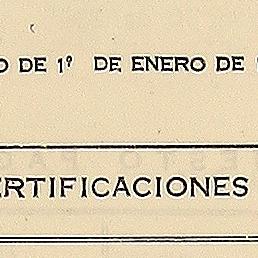 O DE 1º DE ENERO DE
ERTIFICACIONES